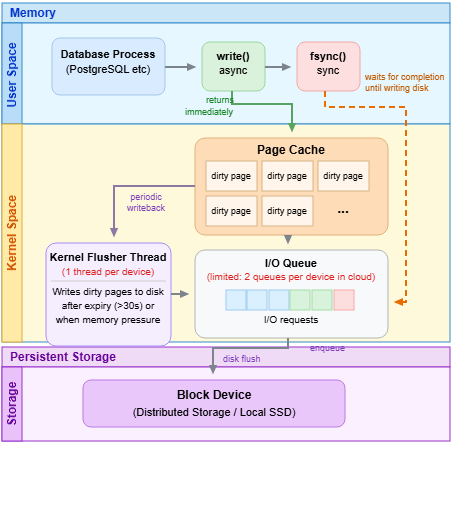 Memory
User Space
Database Process
(PostgreSQL etc)
write()
async
fsync()
sync
waits for completion
until writing disk
returns
immediately
Kernel Space
Page Cache
dirty page
dirty page
dirty page
dirty page
dirty page
...
periodic
writeback
Kernel Flusher Thread
(1 thread per device)
Writes dirty pages to disk
after expiry (>30s) or
when memory pressure
I/O Queue
(limited: 2 queues per device in cloud)
I/O requests
enqueue
disk flush
Persistent Storage
Storage
Block Device
(Distributed Storage / Local SSD)